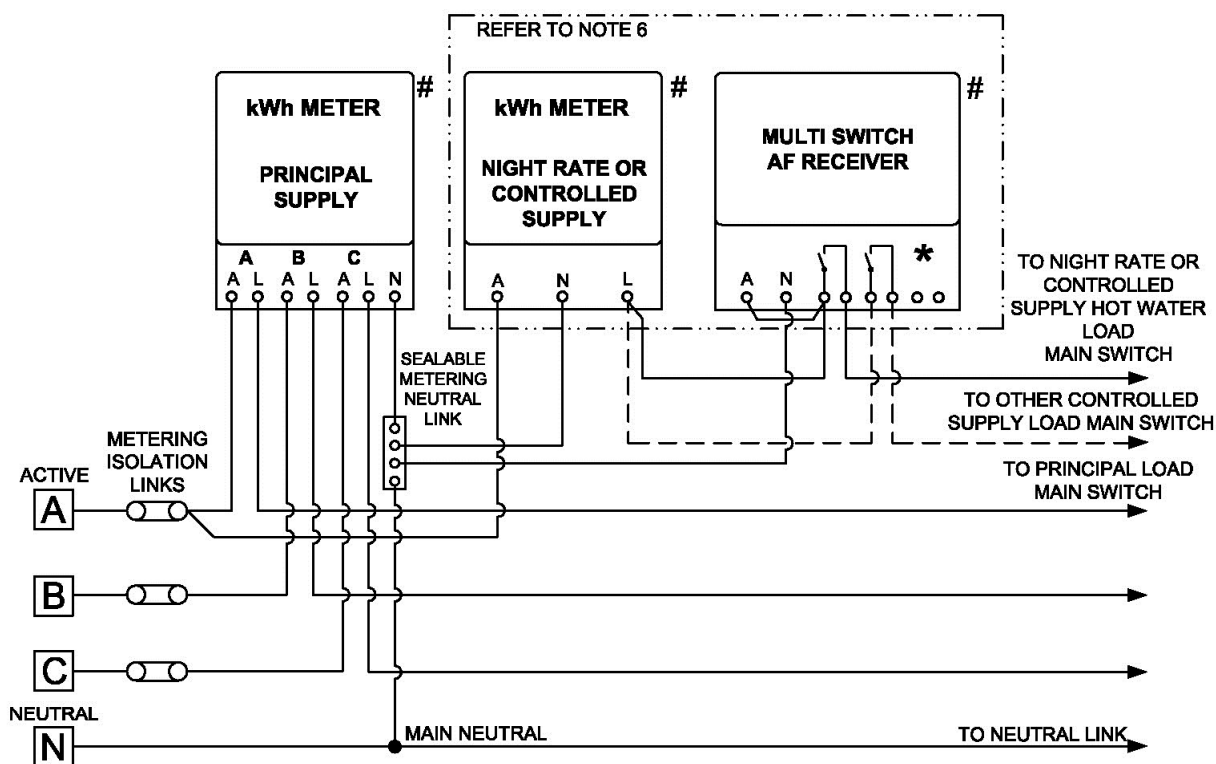 REFER TO NOTE 6
#
#
#
kWh METER
PRINCIPAL
SUPPLY
A B C
A L A L A L N
kWh METER
NIGHT RATE OR
CONTROLLED
SUPPLY
A N L
MULTI SWITCH
AF RECEIVER
*
A N
TO NIGHT RATE OR
CONTROLLED
SUPPLY HOT WATER
LOAD
MAIN SWITCH
SEALABLE
METERING
NEUTRAL
LINK
TO OTHER CONTROLLED
SUPPLY LOAD MAIN SWITCH
METERING
ISOLATION
LINKS
TO PRINCIPAL LOAD
MAIN SWITCH
ACTIVE
A
B
C
NEUTRAL
N
MAIN NEUTRAL
TO NEUTRAL LINK